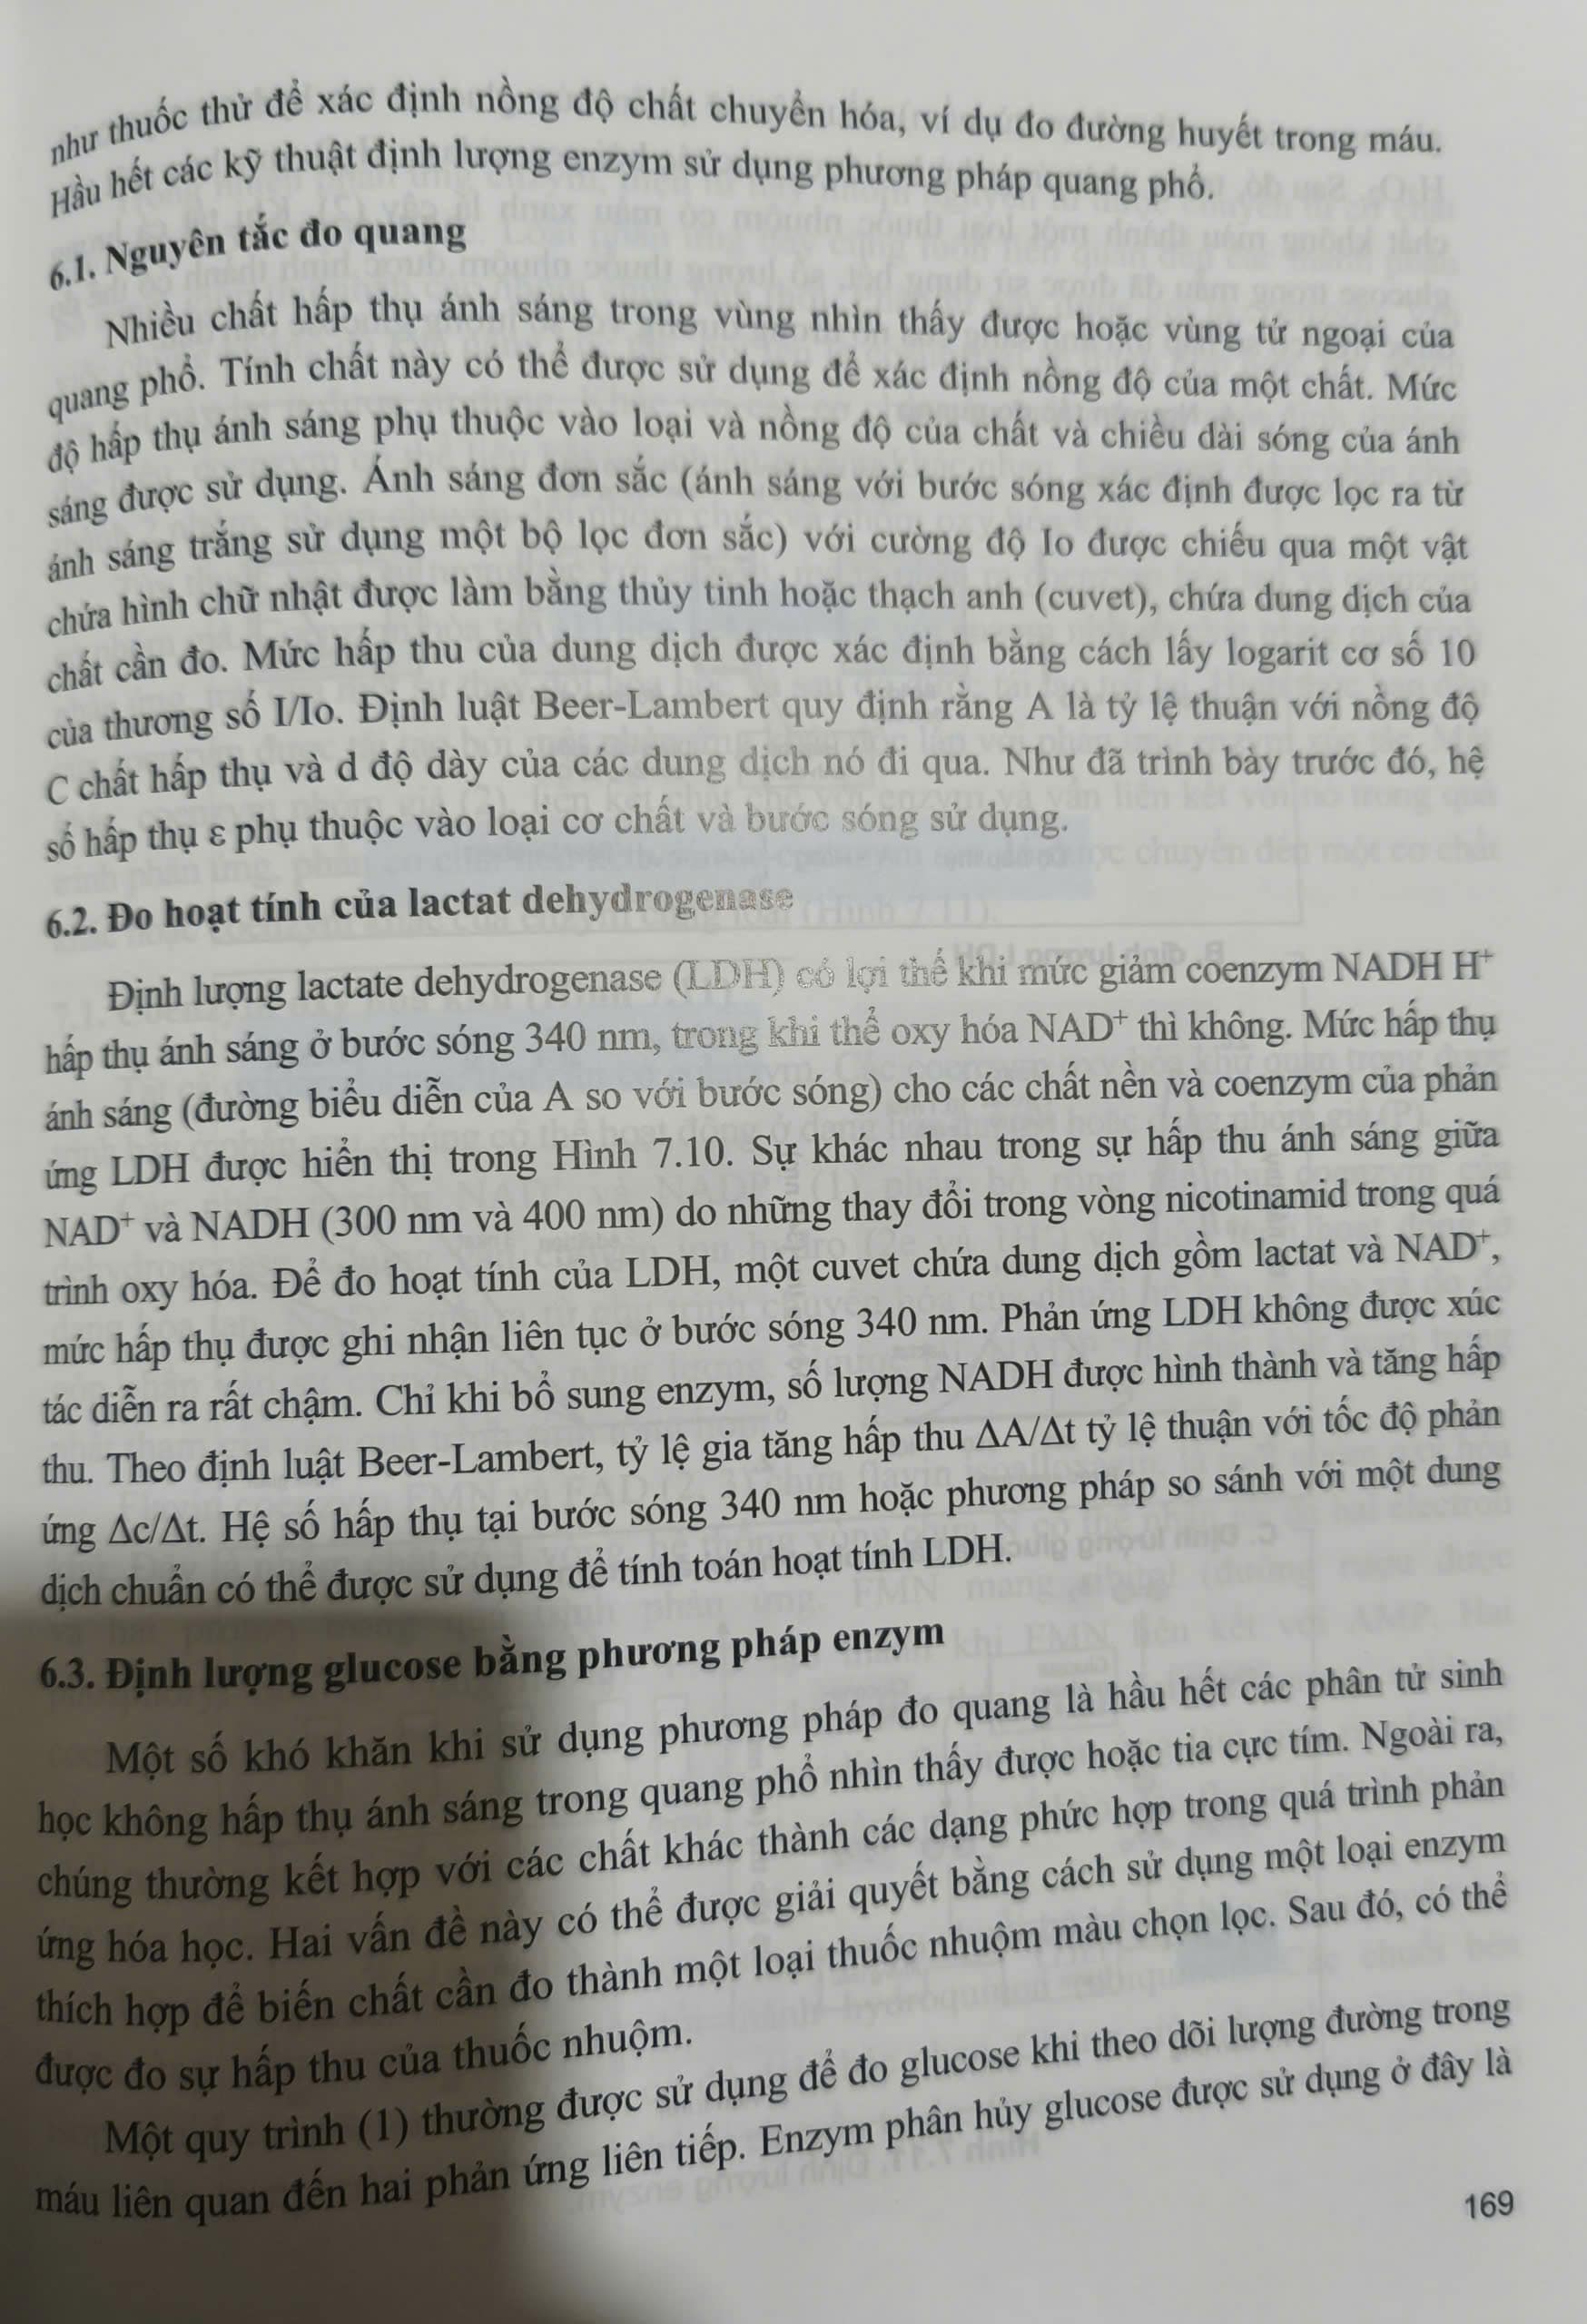 như thuốc thử để xác định nồng độ chất chuyển hóa, ví dụ đo đường huyết trong máu.
Hầu hết các kỹ thuật định lượng enzym sử dụng phương pháp quang phổ.
6.1. Nguyên tắc đo quang
Nhiều chất hấp thụ ánh sáng trong vùng nhìn thấy được hoặc vùng tử ngoại của
quang phổ. Tính chất này có thể được sử dụng để xác định nồng độ của một chất. Mức
độ hấp thụ ánh sáng phụ thuộc vào loại và nồng độ của chất và chiều dài sóng của ánh
sáng được sử dụng. Ánh sáng đơn sắc (ánh sáng với bước sóng xác định được lọc ra từ
ánh sáng trắng sử dụng một bộ lọc đơn sắc) với cường độ Io được chiếu qua một vật
chứa hình chữ nhật được làm bằng thủy tinh hoặc thạch anh (cuvet), chứa dung dịch của
chất cần đo. Mức hấp thu của dung dịch được xác định bằng cách lấy logarit cơ số 10
của thương số I/Io. Định luật Beer-Lambert quy định rằng A là tỷ lệ thuận với nồng độ
C chất hấp thụ và d độ dày của các dung dịch nó đi qua. Như đã trình bày trước đó, hệ
số hấp thụ ε phụ thuộc vào loại cơ chất và bước sóng sử dụng.
6.2. Đo hoạt tính của lactat dehydrogenase
Định lượng lactate dehydrogenase (LDH) có lợi thế khi mức giảm coenzym NADH H⁺
hấp thụ ánh sáng ở bước sóng 340 nm, trong khi thể oxy hóa NAD⁺ thì không. Mức hấp thụ
ánh sáng (đường biểu diễn của A so với bước sóng) cho các chất nền và coenzym của phản
ứng LDH được hiển thị trong Hình 7.10. Sự khác nhau trong sự hấp thu ánh sáng giữa
NAD⁺ và NADH (300 nm và 400 nm) do những thay đổi trong vòng nicotinamid trong quá
trình oxy hóa. Để đo hoạt tính của LDH, một cuvet chứa dung dịch gồm lactat và NAD⁺,
mức hấp thụ được ghi nhận liên tục ở bước sóng 340 nm. Phản ứng LDH không được xúc
tác diễn ra rất chậm. Chỉ khi bổ sung enzym, số lượng NADH được hình thành và tăng hấp
thu. Theo định luật Beer-Lambert, tỷ lệ gia tăng hấp thu ΔA/Δt tỷ lệ thuận với tốc độ phản
ứng Δc/Δt. Hệ số hấp thụ tại bước sóng 340 nm hoặc phương pháp so sánh với một dung
dịch chuẩn có thể được sử dụng để tính toán hoạt tính LDH.
6.3. Định lượng glucose bằng phương pháp enzym
Một số khó khăn khi sử dụng phương pháp đo quang là hầu hết các phân tử sinh
học không hấp thụ ánh sáng trong quang phổ nhìn thấy được hoặc tia cực tím. Ngoài ra,
chúng thường kết hợp với các chất khác thành các dạng phức hợp trong quá trình phản
ứng hóa học. Hai vấn đề này có thể được giải quyết bằng cách sử dụng một loại enzym
thích hợp để biến chất cần đo thành một loại thuốc nhuộm màu chọn lọc. Sau đó, có thể
được đo sự hấp thu của thuốc nhuộm.
Một quy trình (1) thường được sử dụng để đo glucose khi theo dõi lượng đường trong
máu liên quan đến hai phản ứng liên tiếp. Enzym phân hủy glucose được sử dụng ở đây là
169